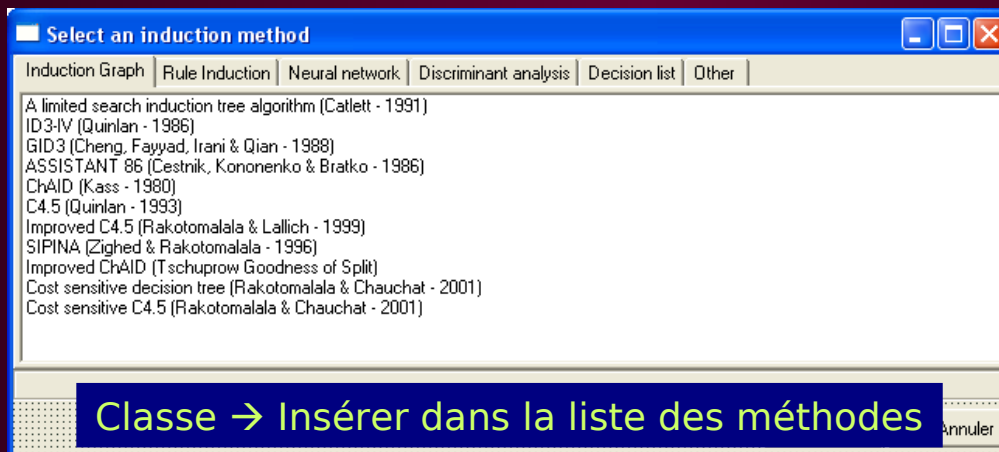 Select an induction method
Induction Graph Rule Induction Neural network Discriminant analysis Decision list Other
A limited search induction tree algorithm (Catlett - 1991)
ID3-IV (Quinlan - 1986)
GID3 (Cheng, Fayyad, Irani & Qian - 1988)
ASSISTANT 86 (Cestnik, Kononenko & Bratko - 1986)
ChAID (Kass - 1980)
C4.5 (Quinlan - 1993)
Improved C4.5 (Rakotomalala & Lallich - 1999)
SIPINA (Zighed & Rakotomalala - 1996)
Improved ChAID (Tschuprow Goodness of Split)
Cost sensitive decision tree (Rakotomalala & Chauchat - 2001)
Cost sensitive C4.5 (Rakotomalala & Chauchat - 2001)
Classe → Insérer dans la liste des méthodes
Annuler